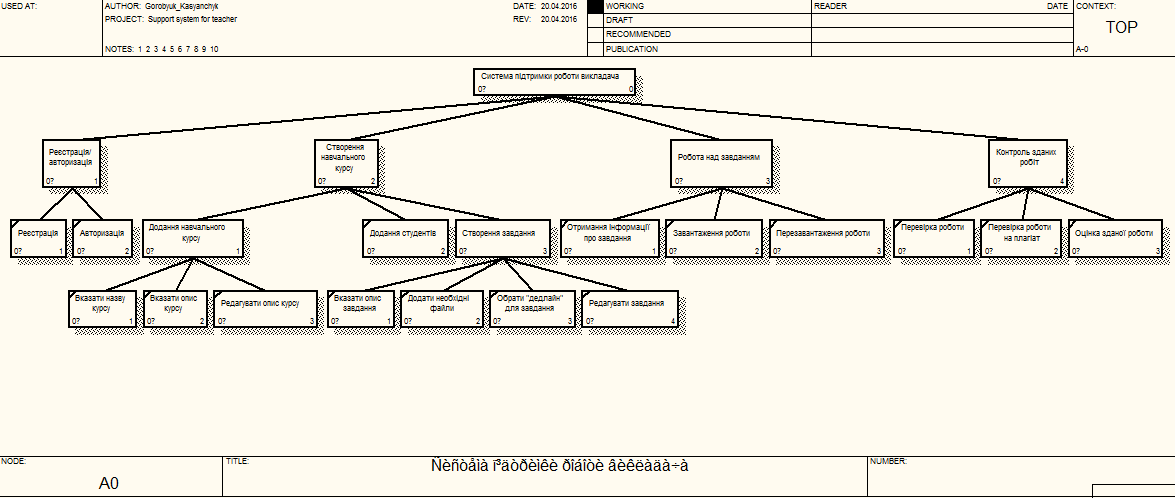 USED AT:
AUTHOR: Gorobyuk_Kasyanchyk
DATE: 20.04.2016
WORKING
READER
DATE
CONTEXT:
PROJECT: Support system for teacher
REV: 20.04.2016
DRAFT
TOP
RECOMMENDED
NOTES: 1 2 3 4 5 6 7 8 9 10
PUBLICATION
A-0
Система підтримки роботи викладача
0? 0
Реєстрація/
авторизація
0? 1
Створення
навчального
курсу
0? 2
Робота над завданням
0? 3
Контроль зданих
робіт
0? 4
Реєстрація
0? 1
Авторизація
0? 2
Додання навчального
курсу
0? 1
Додання студентів
0? 2
Створення завдання
0? 3
Отримання інформації
про завдання
0? 1
Завантаження роботи
0? 2
Перезавантаження роботи
0? 3
Перевірка роботи
0? 1
Перевірка роботи
на плагіат
0? 2
Оцінка зданої роботи
0? 3
Вказати назву
курсу
0? 1
Вказати опис
курсу
0? 2
Редагувати опис курсу
0? 3
Вказати опис
завдання
0? 1
Додати необхідні
файли
0? 2
Обрати "дедлайн"
для завдання
0? 3
Редагувати завдання
0? 4
NODE:
A0
TITLE:
Ñèñòåìà ï³äòðèìêè ðîáîòè âèêëàäà÷à
NUMBER: